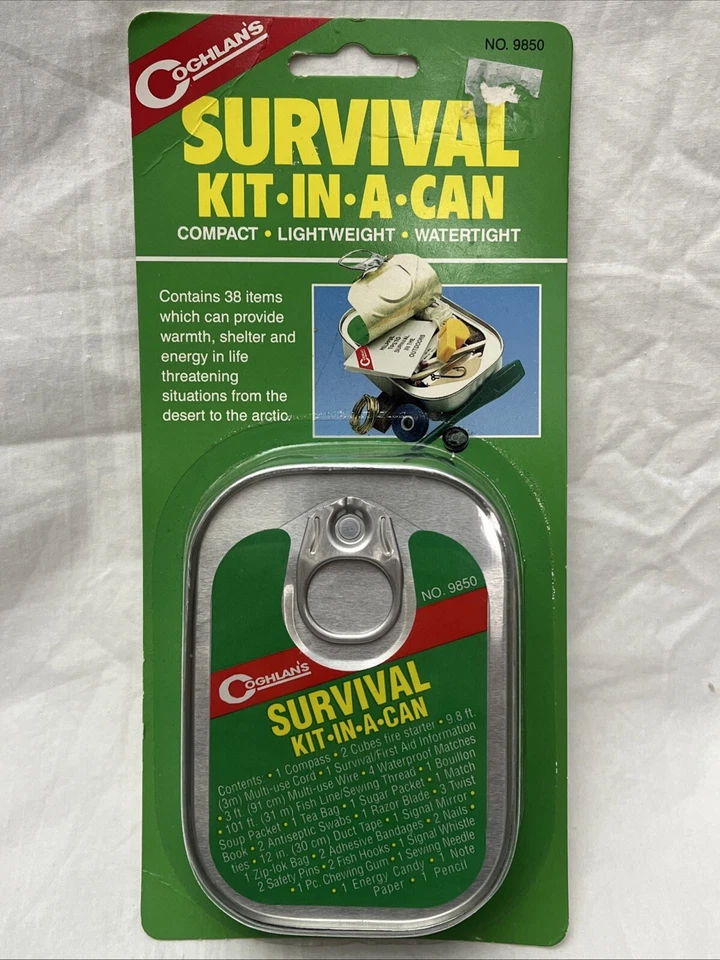 COGHLAN'S
NO. 9850
SURVIVAL
KIT•IN•A•CAN
COMPACT • LIGHTWEIGHT • WATERTIGHT
Contains 38 items
which can provide
warmth, shelter and
energy in life
threatening
situations from the
desert to the arctic.
SURVIVAL
IN THE
OUTDOORS
NO. 9850
COGHLAN'S
SURVIVAL
KIT•IN•A•CAN
Contents: • 1 Compass • 2 Cubes fire starter • 9.8 ft.
(3m) Multi-use Cord • 1 Survival/First Aid Information
• 3 ft. (91 cm) Multi-use Wire • 4 Waterproof Matches
• 101 ft. (31 m) Fish Line/Sewing Thread • 1 Bouillon
Soup Packet • 1 Tea Bag • 1 Sugar Packet • 1 Match
Book • 2 Antiseptic Swabs • 1 Razor Blade • 3 Twist
ties • 12 in. (30 cm) Duct Tape • 1 Signal Mirror •
1 Zip-lok Bag • 2 Adhesive Bandages • 2 Nails •
2 Safety Pins • 2 Fish Hooks • 1 Signal Whistle
• 1 Pc. Chewing Gum • 1 Sewing Needle
• 1 Energy Candy • 1 Note
Paper • 1 Pencil